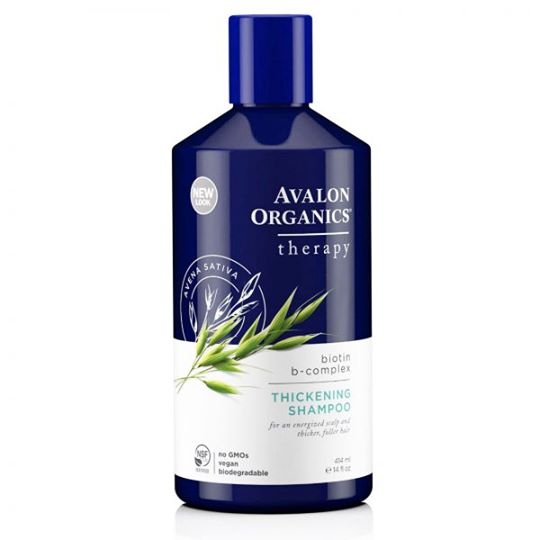 NEW
LOOK
AVALON
ORGANICS®
therapy
AVENA SATIVA
biotin
b-complex
THICKENING
SHAMPOO
for an energized scalp and
thicker, fuller hair
NSF
no GMOs
vegan
biodegradable
414 ml
℮ 14 fl oz